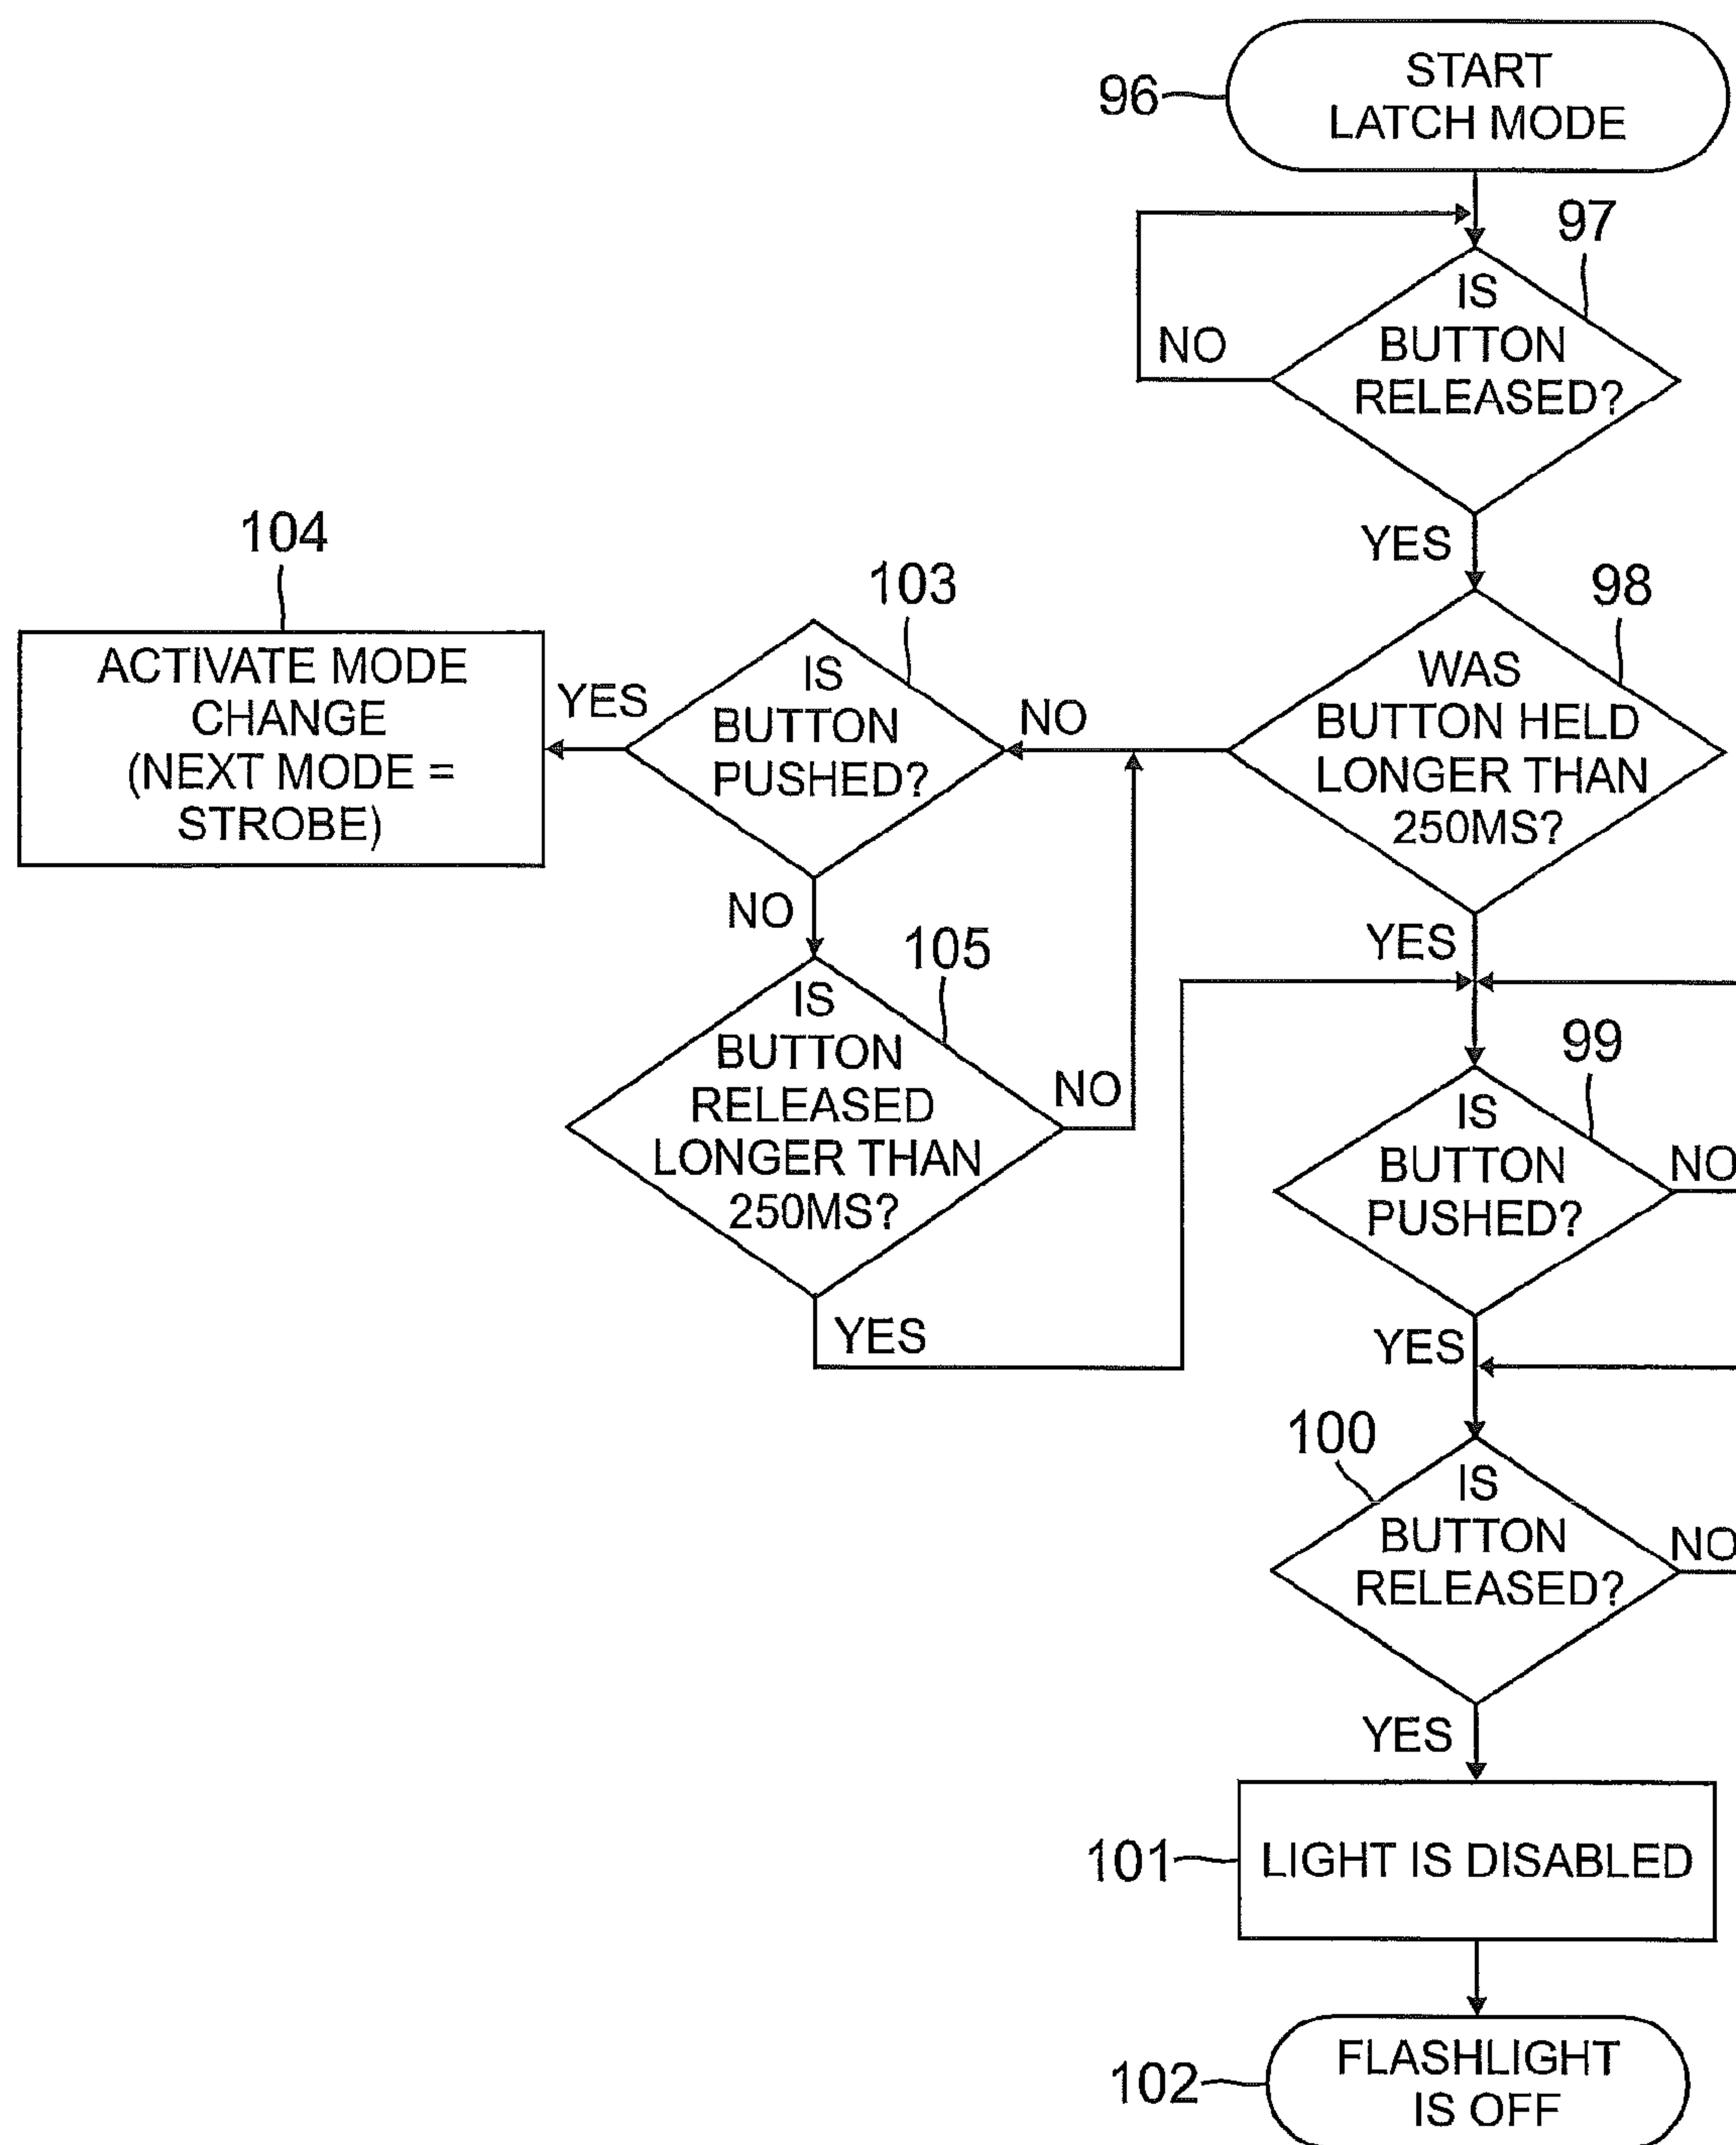 96
START
LATCH MODE
97
IS
BUTTON
RELEASED?
NO
YES
98
WAS
BUTTON HELD
LONGER THAN
250MS?
NO
YES
103
IS
BUTTON
PUSHED?
YES
NO
104
ACTIVATE MODE
CHANGE
(NEXT MODE =
STROBE)
105
IS
BUTTON
RELEASED
LONGER THAN
250MS?
NO
YES
99
IS
BUTTON
PUSHED?
NO
YES
100
IS
BUTTON
RELEASED?
NO
YES
101
LIGHT IS DISABLED
102
FLASHLIGHT
IS OFF